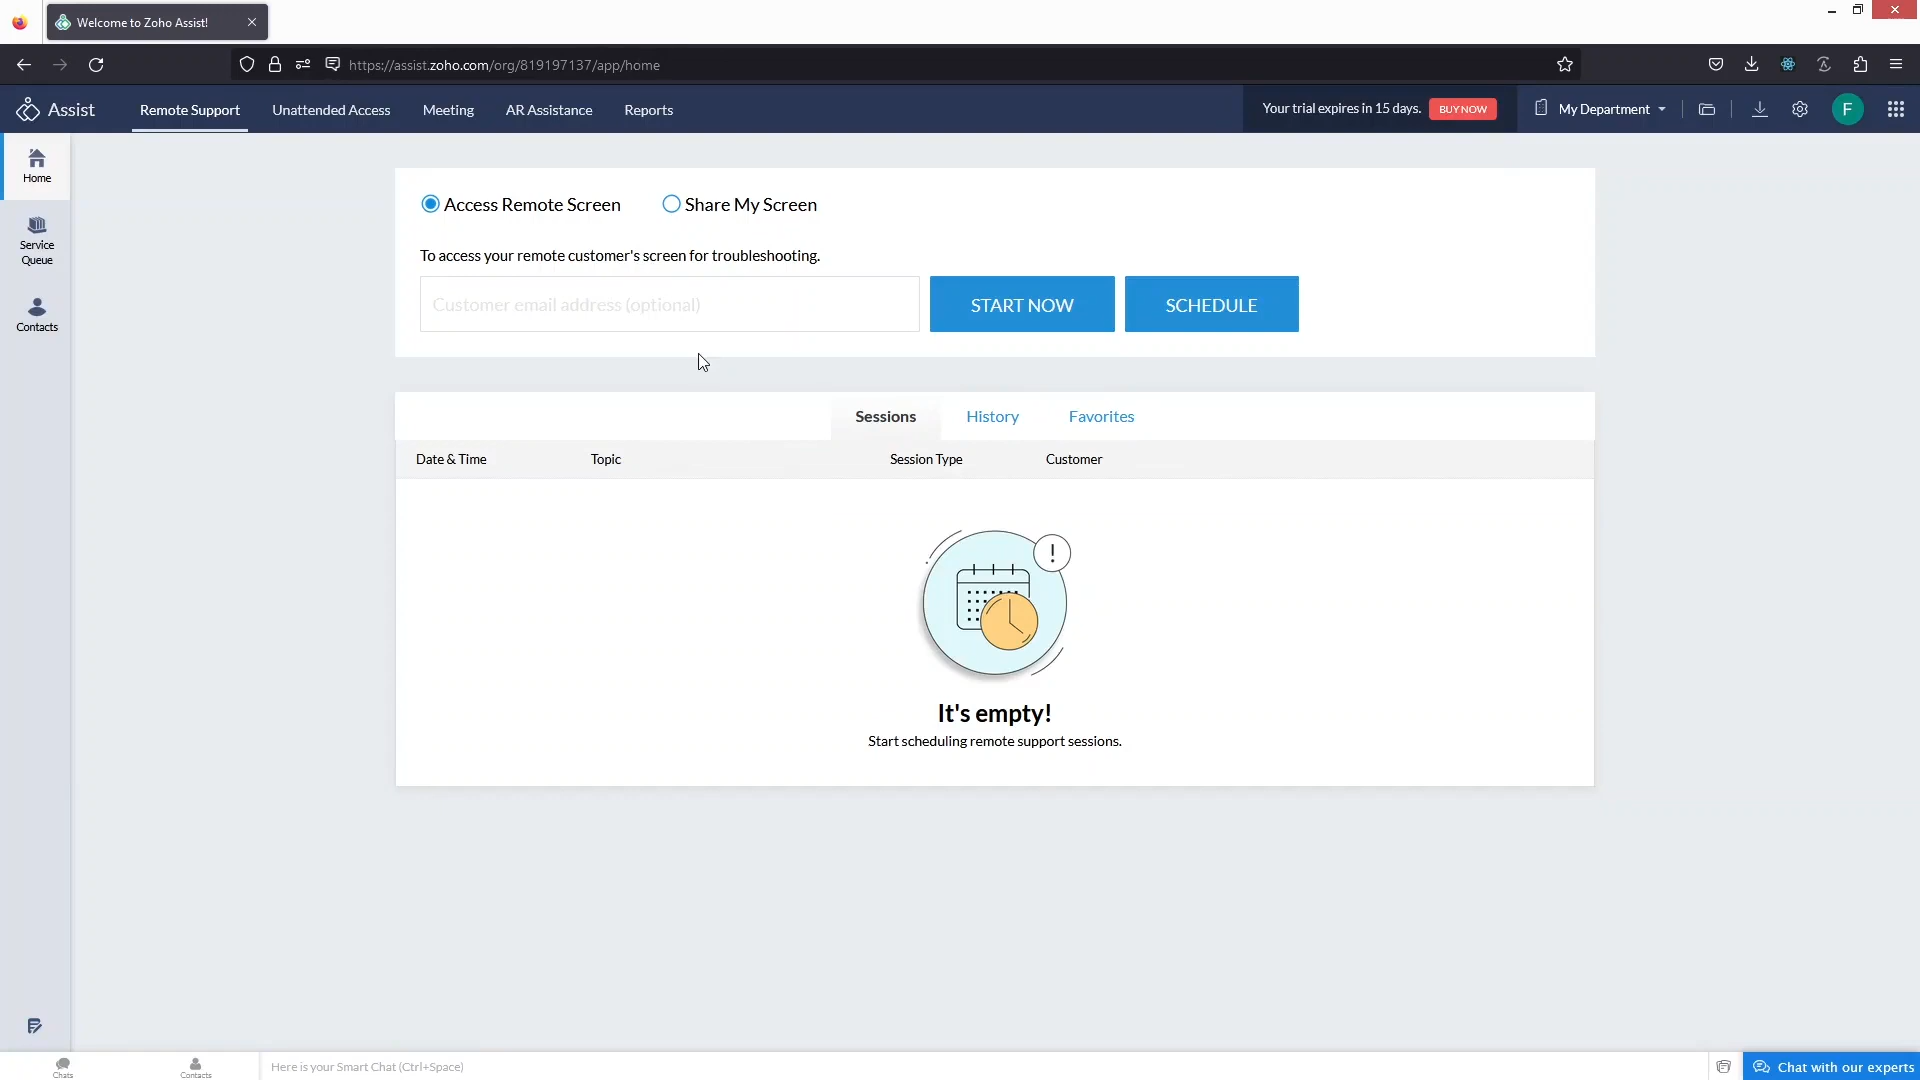 Welcome to Zoho Assist!
https://assist.zoho.com/org/819197137/app/home
Assist
Remote Support
Unattended Access
Meeting
AR Assistance
Reports
Your trial expires in 15 days.
BUY NOW
My Department
F
Home
Service
Queue
Contacts
Access Remote Screen
Share My Screen
To access your remote customer's screen for troubleshooting.
Customer email address (optional)
START NOW
SCHEDULE
Sessions
History
Favorites
Date & Time
Topic
Session Type
Customer
!
It's empty!
Start scheduling remote support sessions.
Chats
Contacts
Here is your Smart Chat (Ctrl+Space)
Chat with our experts